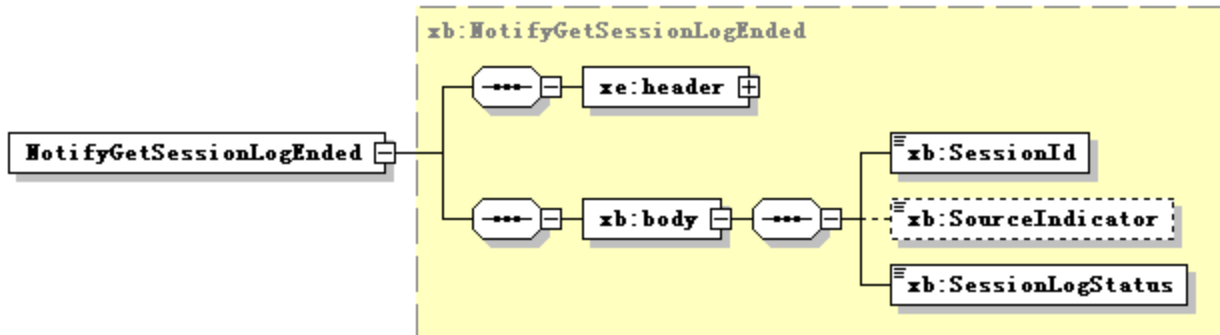 xb:NotifyGetSessionLogEnded
xe:header
NotifyGetSessionLogEnded
xb:SessionId
xb:body
xb:SourceIndicator
xb:SessionLogStatus